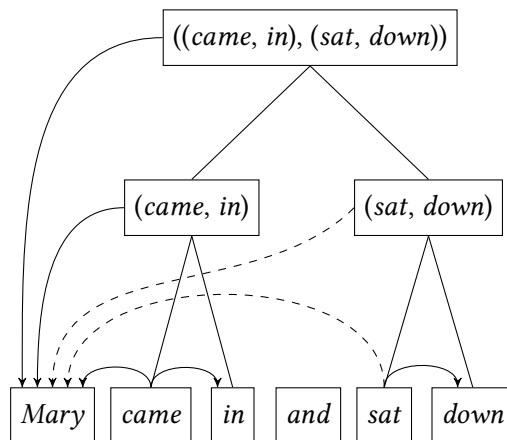 ((came, in), (sat, down))
(came, in) (sat, down)
Mary came in and sat down